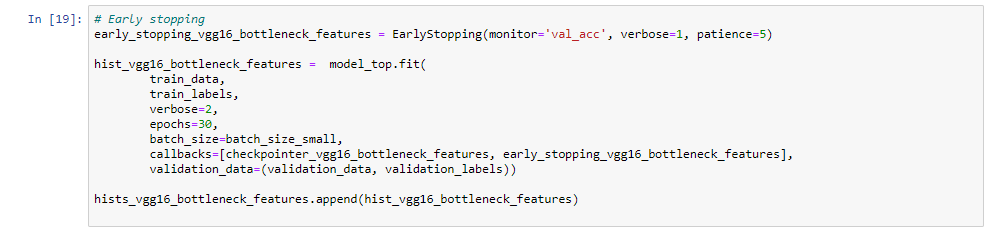 In [19]: # Early stopping
early_stopping_vgg16_bottleneck_features = EarlyStopping(monitor='val_acc', verbose=1, patience=5)
hist_vgg16_bottleneck_features =  model_top.fit(
        train_data,
        train_labels,
        verbose=2,
        epochs=30,
        batch_size=batch_size_small,
        callbacks=[checkpointer_vgg16_bottleneck_features, early_stopping_vgg16_bottleneck_features],
        validation_data=(validation_data, validation_labels))
hists_vgg16_bottleneck_features.append(hist_vgg16_bottleneck_features)